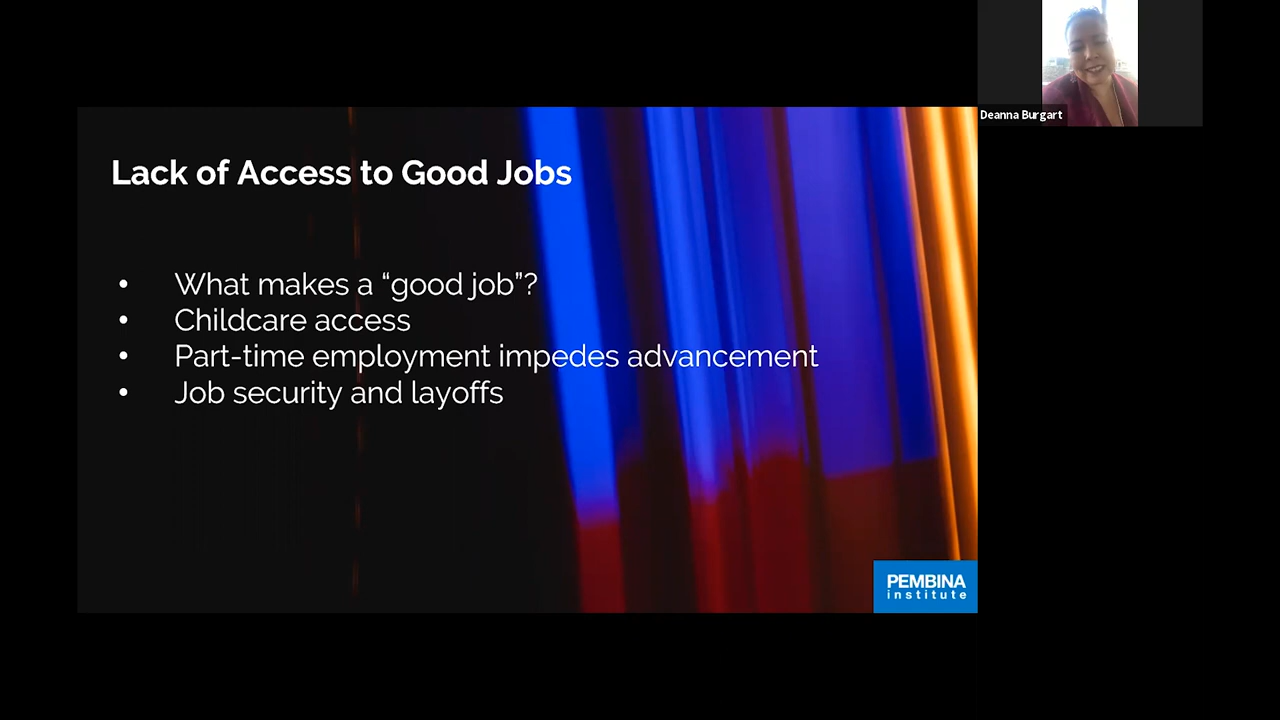 Deanna Burgart
Lack of Access to Good Jobs
• What makes a “good job”?
• Childcare access
• Part-time employment impedes advancement
• Job security and layoffs
PEMBINA
institute